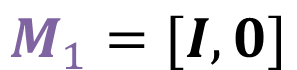 M₁ = [I, 0]